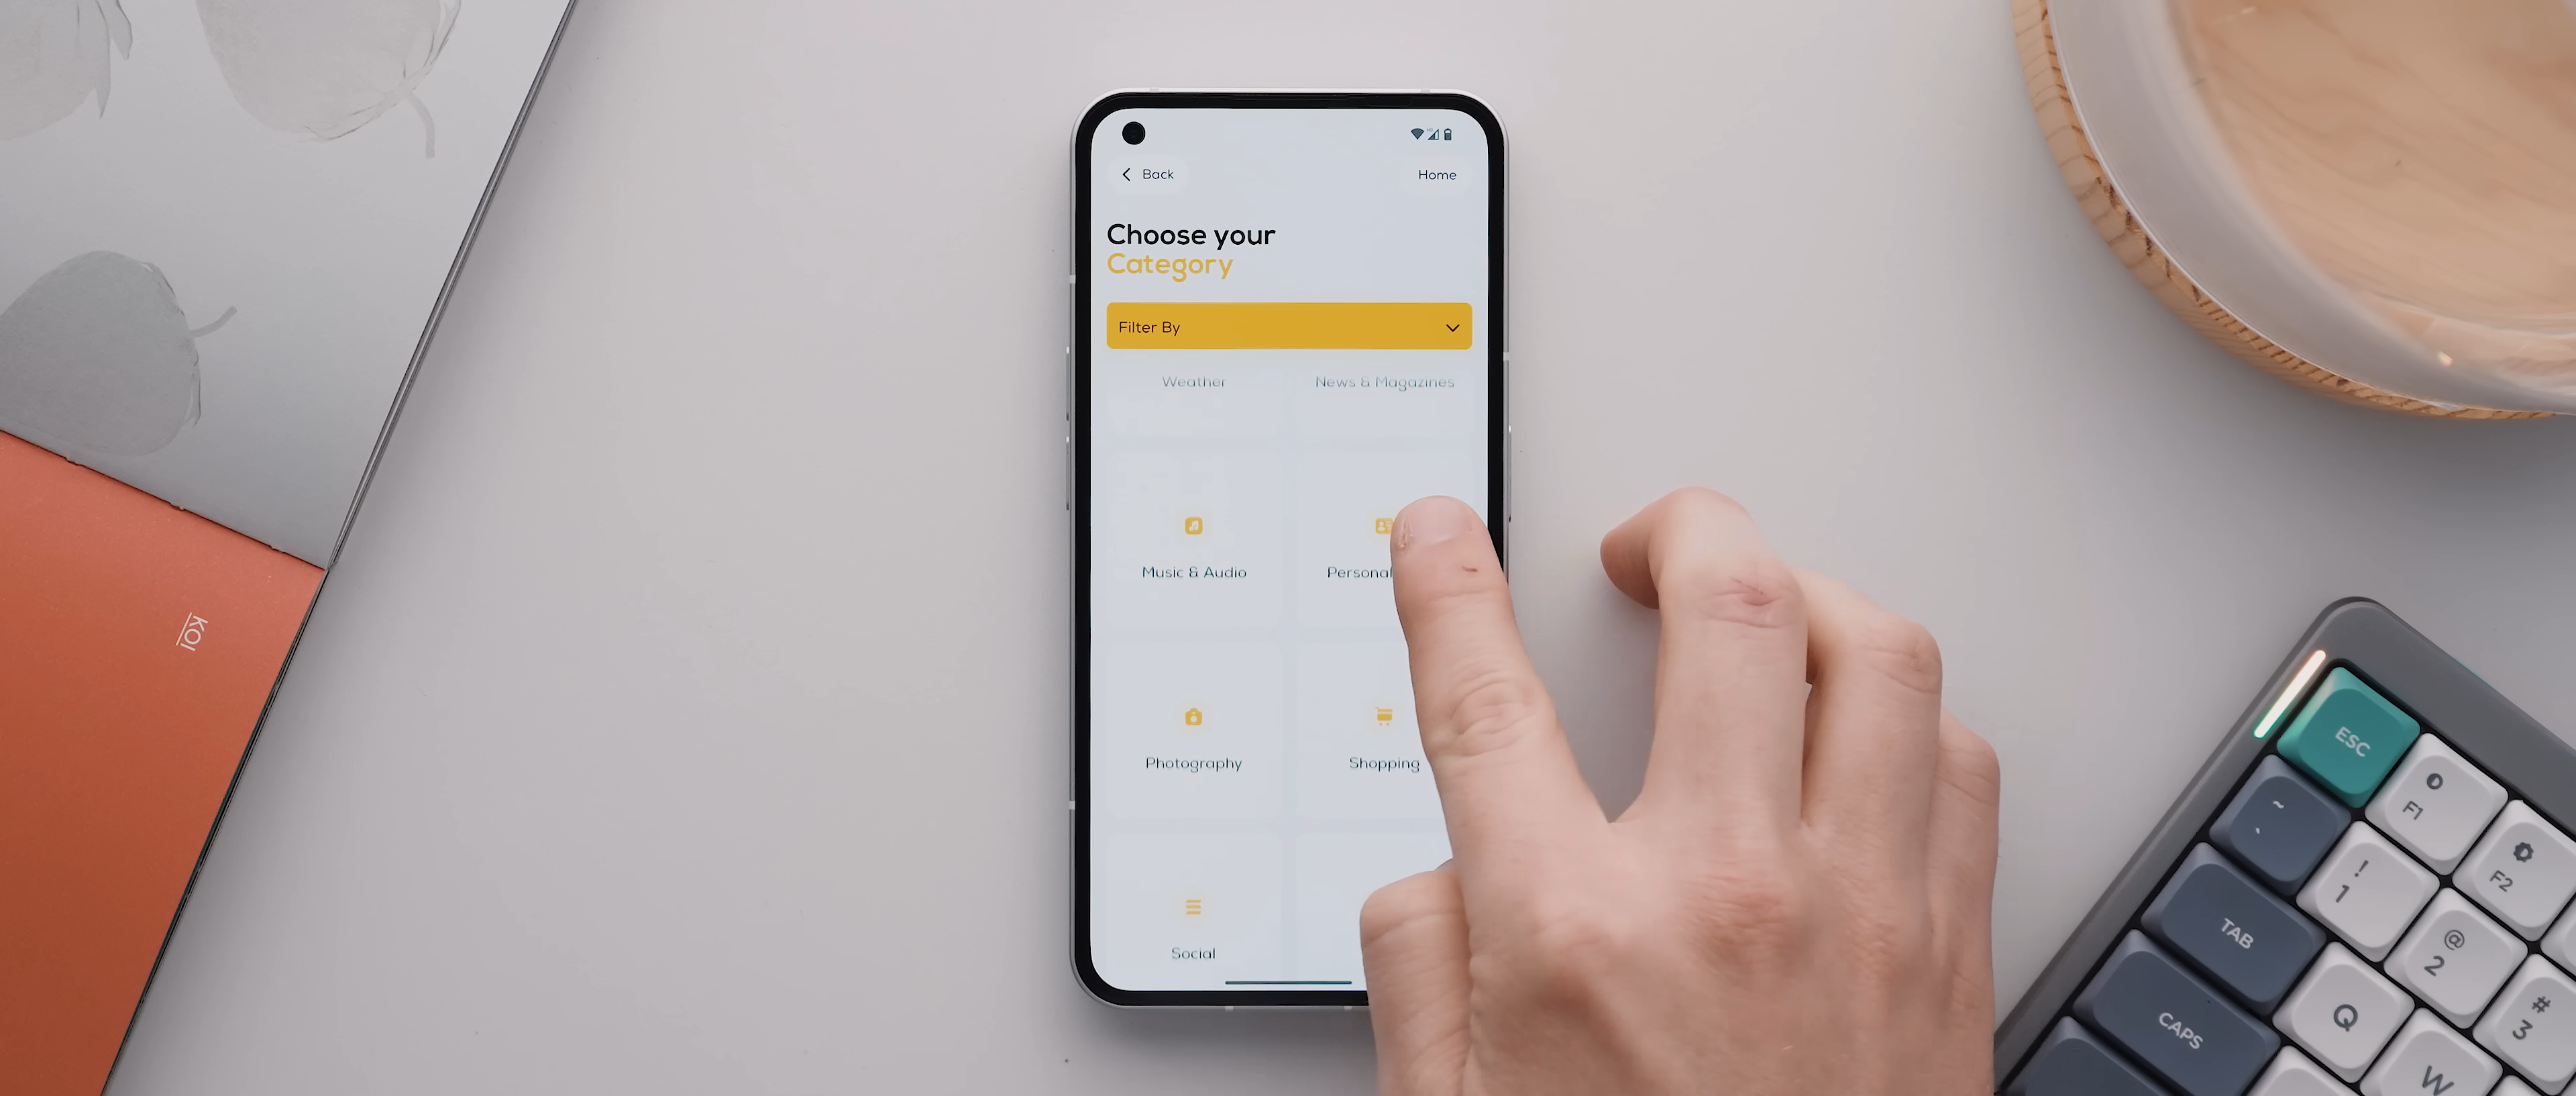 Back
Home
Choose your
Category
Filter By
Weather
News & Magazines
Music & Audio
Personal
Photography
Shopping
Social
KOI
ESC
F1
F2
~
`
!
1
@
2
#
3
TAB
Q
W
CAPS